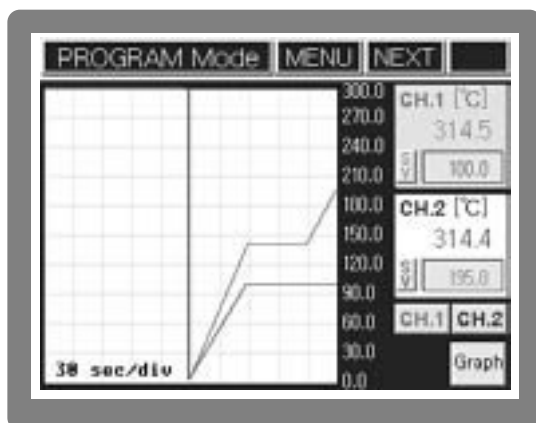 PROGRAM Mode MENU NEXT
300.0
270.0
240.0
210.0
180.0
150.0
120.0
90.0
60.0
30.0
0.0
CH.1 [℃]
314.5
SV 100.0
CH.2 [℃]
314.4
SV 195.0
CH.1 CH.2
Graph
30 sec/div